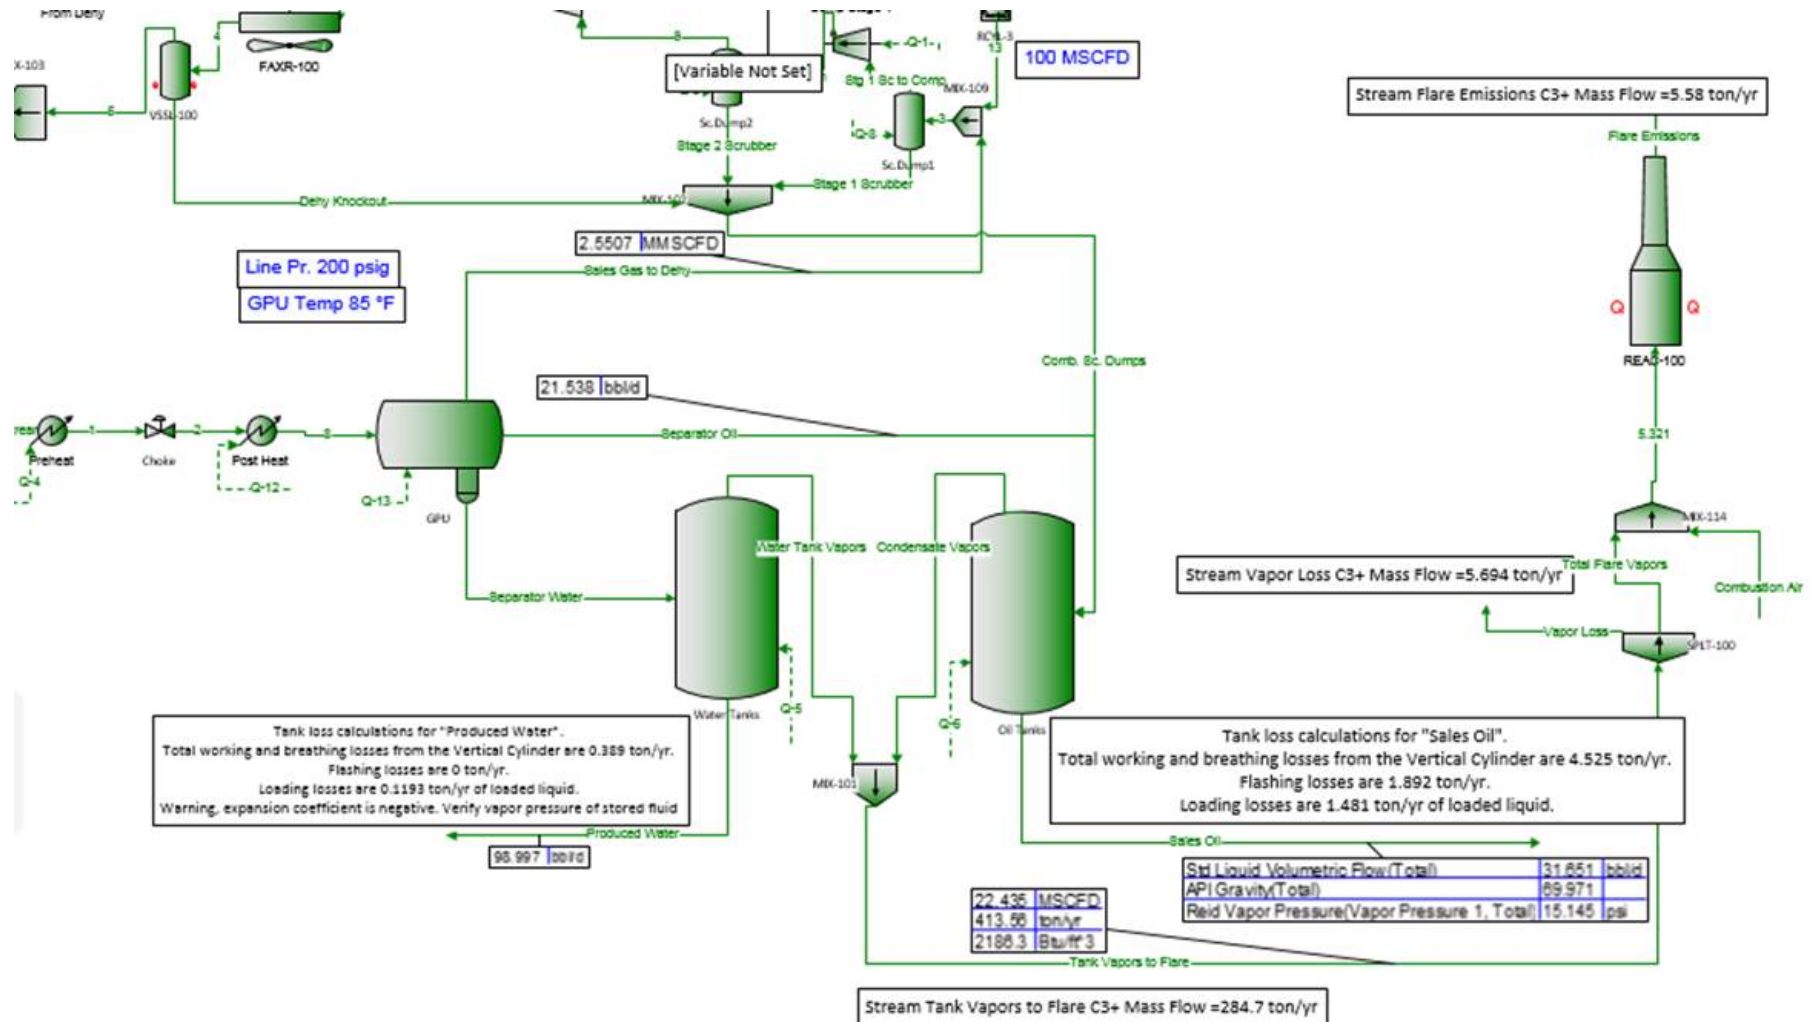 From Dehy
4
FAXR-100
X-103
6
VSSL-100
8
[Variable Not Set]
Sc.Dump2
Stage 2 Scrubber
Q-1
Stg 1 Sc to Comp
MIX-109
RCYL-3
13
100 MSCFD
Q-8
3
Sc.Dump1
Stage 1 Scrubber
Dehy Knockout
2.5507 MMSCFD
Sales Gas to Dehy
Line Pr. 200 psig
GPU Temp 85 °F
Stream Flare Emissions C3+ Mass Flow =5.58 ton/yr
Flare Emissions
Q
Q
REAC-100
Comb. Sc. Dumps
21.538 bbl/d
Separator Oil
1
2
Preheat
Choke
Post Heat
Q-4
Q-12
Q-13
GPU
5.321
MIX-114
Total Flare Vapors
Combustion Air
Water Tank Vapors
Condensate Vapors
Stream Vapor Loss C3+ Mass Flow =5.694 ton/yr
Vapor Loss
SPLT-100
Separator Water
Water Tanks
Q-5
Q-6
Oil Tanks
Tank loss calculations for "Produced Water".
Total working and breathing losses from the Vertical Cylinder are 0.389 ton/yr.
Flashing losses are 0 ton/yr.
Loading losses are 0.1193 ton/yr of loaded liquid.
Warning, expansion coefficient is negative. Verify vapor pressure of stored fluid
Produced Water
bbl/d
MIX-101
Tank loss calculations for "Sales Oil".
Total working and breathing losses from the Vertical Cylinder are 4.525 ton/yr.
Flashing losses are 1.892 ton/yr.
Loading losses are 1.481 ton/yr of loaded liquid.
Sales Oil
Std Liquid Volumetric Flow(Total) 31.651 bbl/d
API Gravity(Total) 69.971
Reid Vapor Pressure(Vapor Pressure 1, Total) 15.145 psi
22.436 MSCFD
413.56 ton/yr
2186.3 Btu/ft^3
Tank Vapors to Flare
Stream Tank Vapors to Flare C3+ Mass Flow =284.7 ton/yr